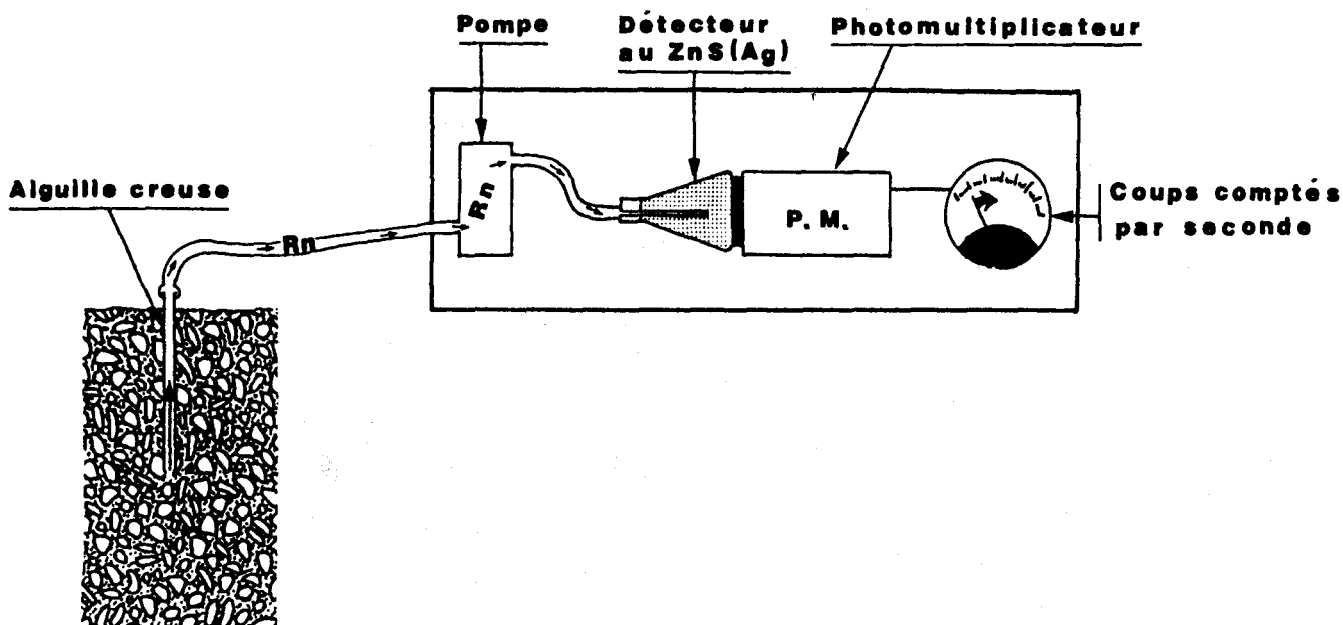 Pompe
Détecteur
au ZnS(Ag)
Photomultiplicateur
Aiguille creuse
Rn
Rn
P. M.
Coups comptés
par seconde